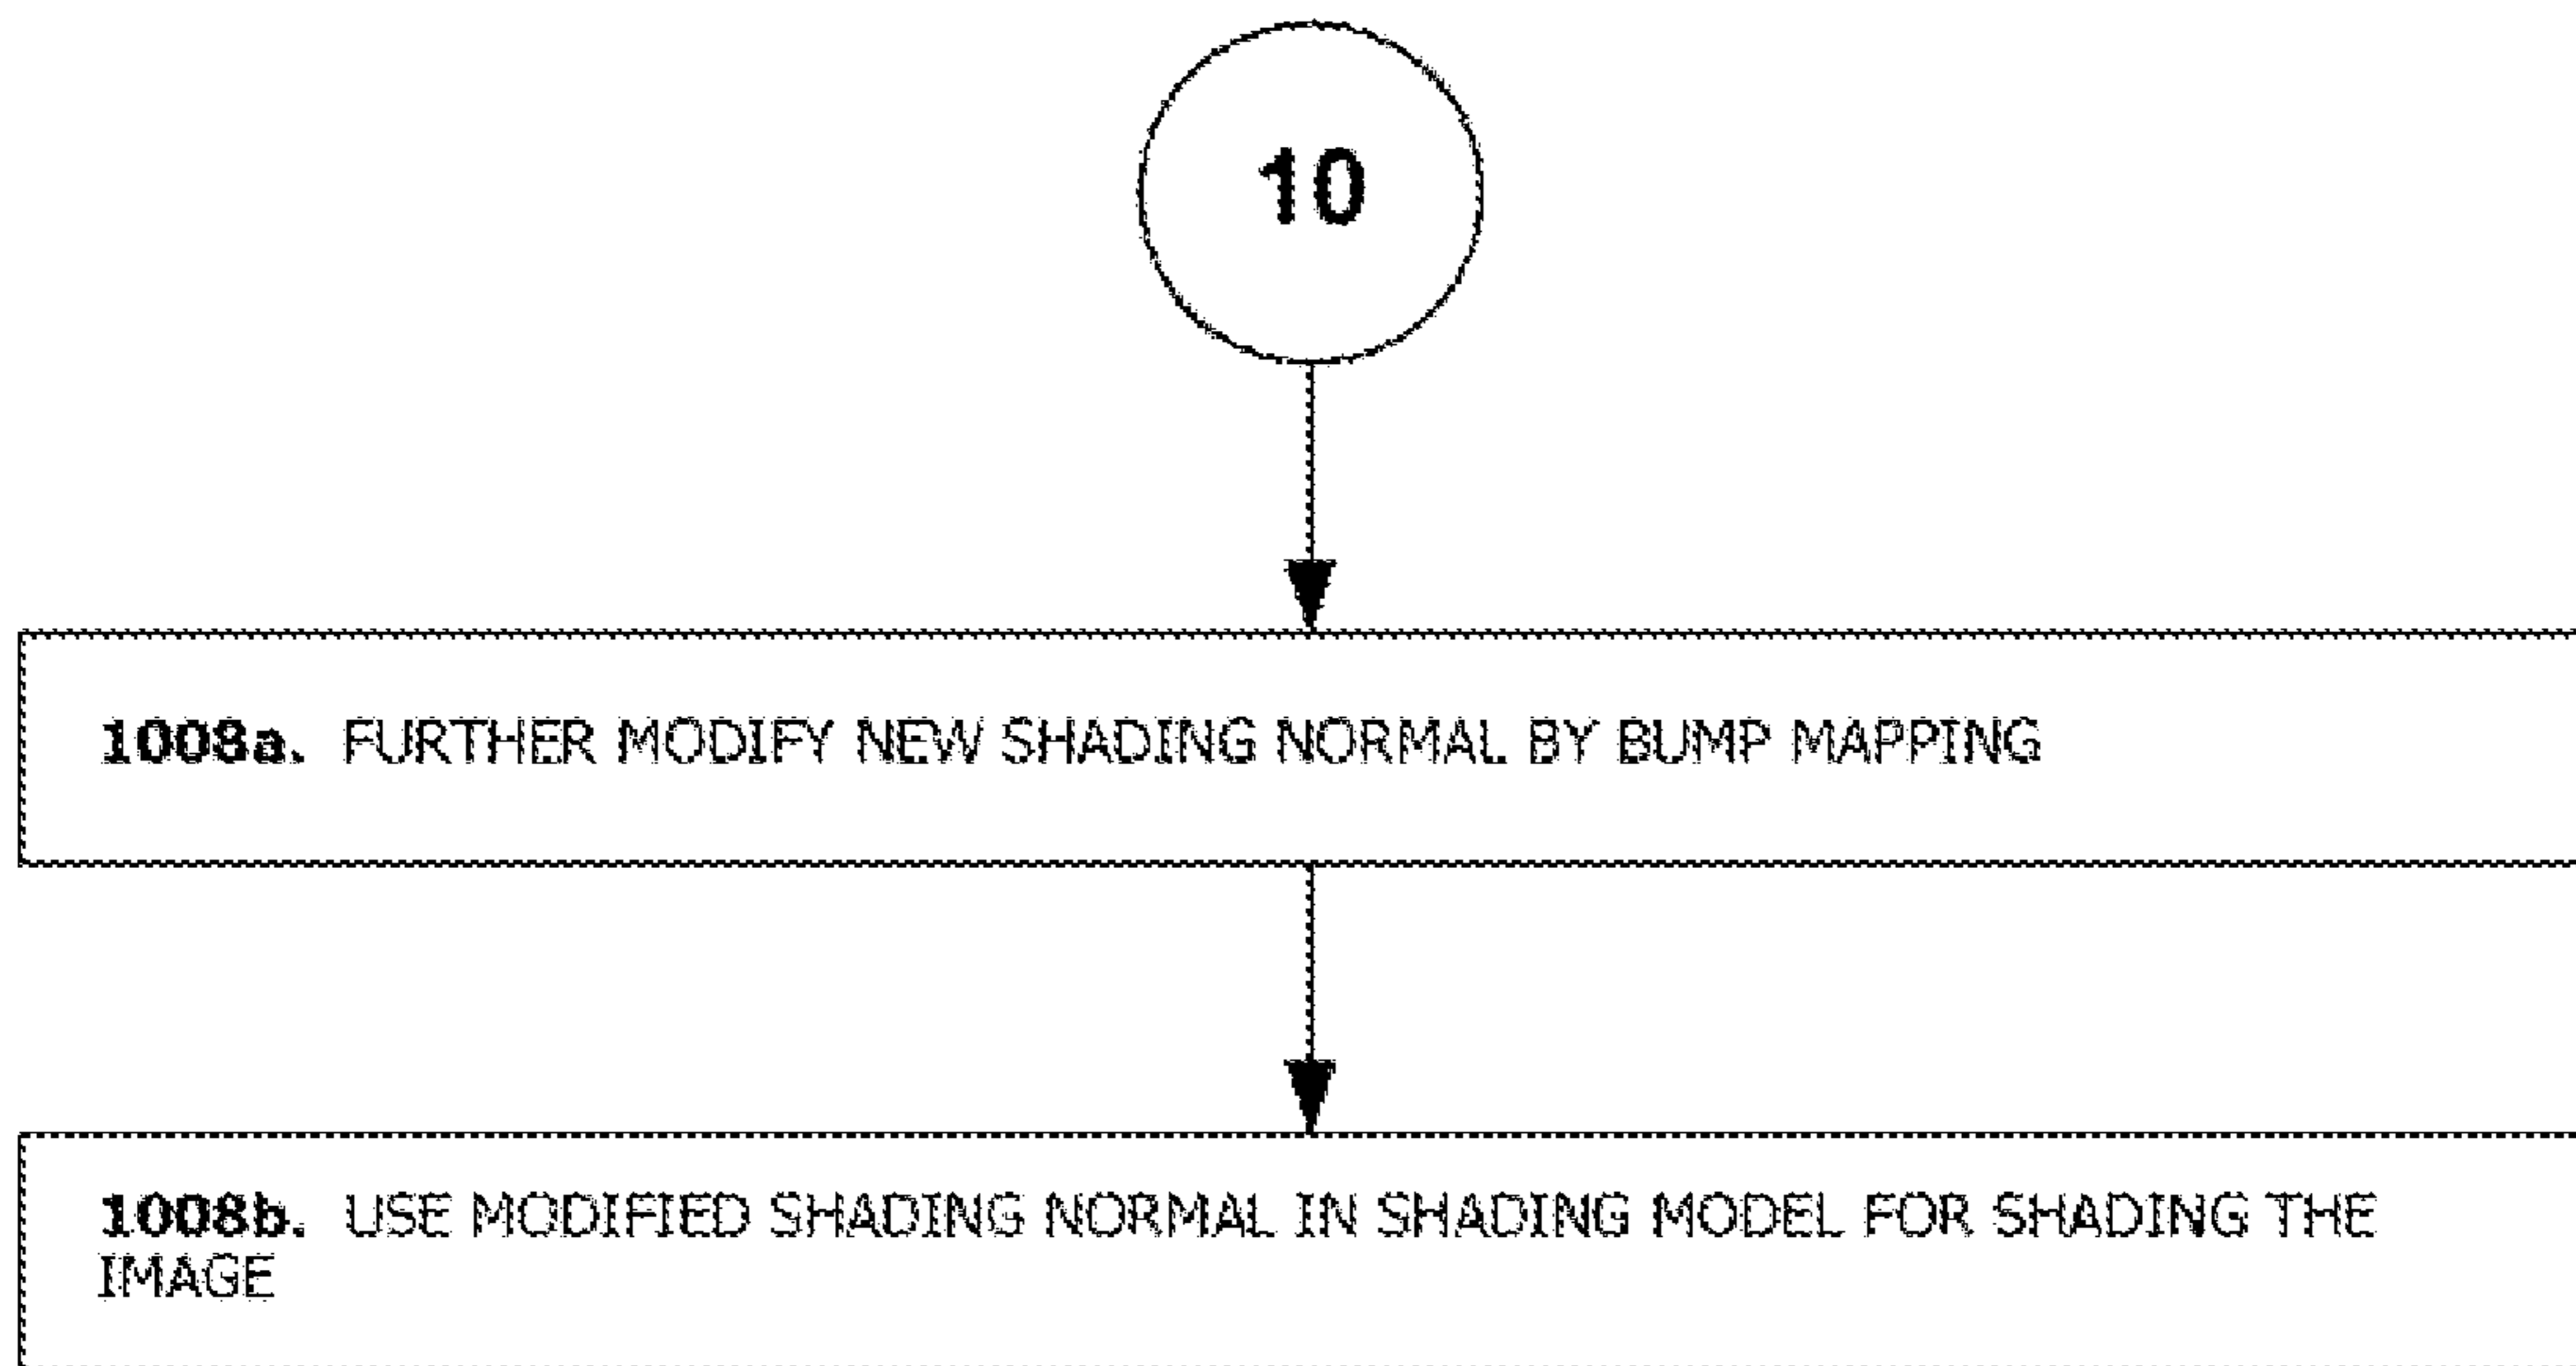 10
1008a. FURTHER MODIFY NEW SHADING NORMAL BY BUMP MAPPING
1008b. USE MODIFIED SHADING NORMAL IN SHADING MODEL FOR SHADING THE
IMAGE